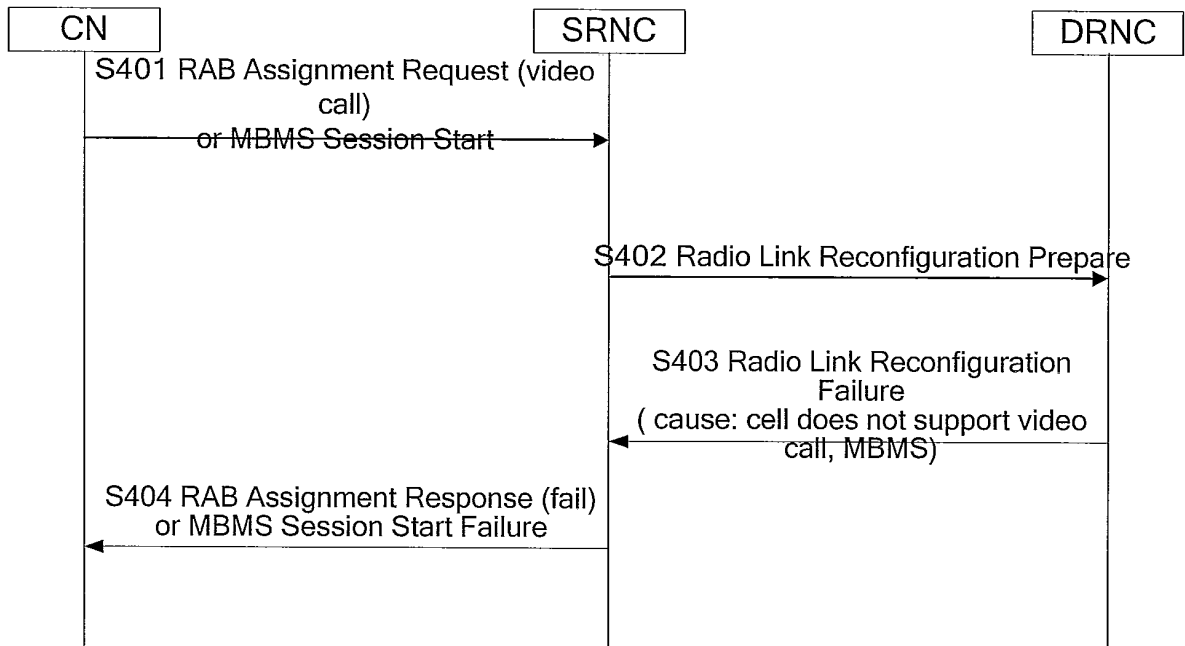 CN
SRNC
DRNC
S401 RAB Assignment Request (video
call)
or MBMS Session Start
S402 Radio Link Reconfiguration Prepare
S403 Radio Link Reconfiguration
Failure
( cause: cell does not support video
call, MBMS)
S404 RAB Assignment Response (fail)
or MBMS Session Start Failure